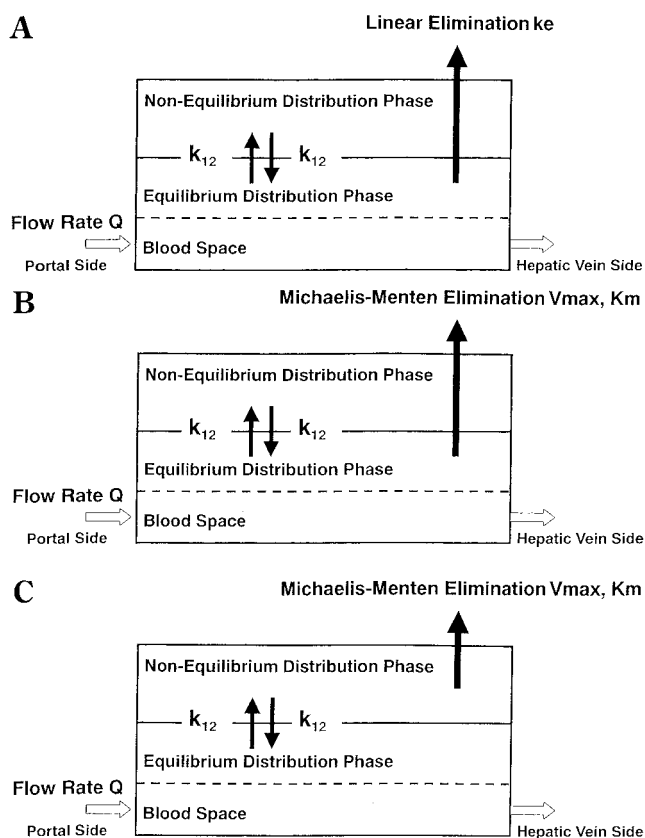 A
Linear Elimination ke
Non-Equilibrium Distribution Phase
k12 k12
Equilibrium Distribution Phase
Flow Rate Q
Portal Side
Blood Space
Hepatic Vein Side
B
Michaelis-Menten Elimination Vmax, Km
Non-Equilibrium Distribution Phase
k12 k12
Equilibrium Distribution Phase
Flow Rate Q
Portal Side
Blood Space
Hepatic Vein Side
C
Michaelis-Menten Elimination Vmax, Km
Non-Equilibrium Distribution Phase
k12 k12
Equilibrium Distribution Phase
Flow Rate Q
Portal Side
Blood Space
Hepatic Vein Side